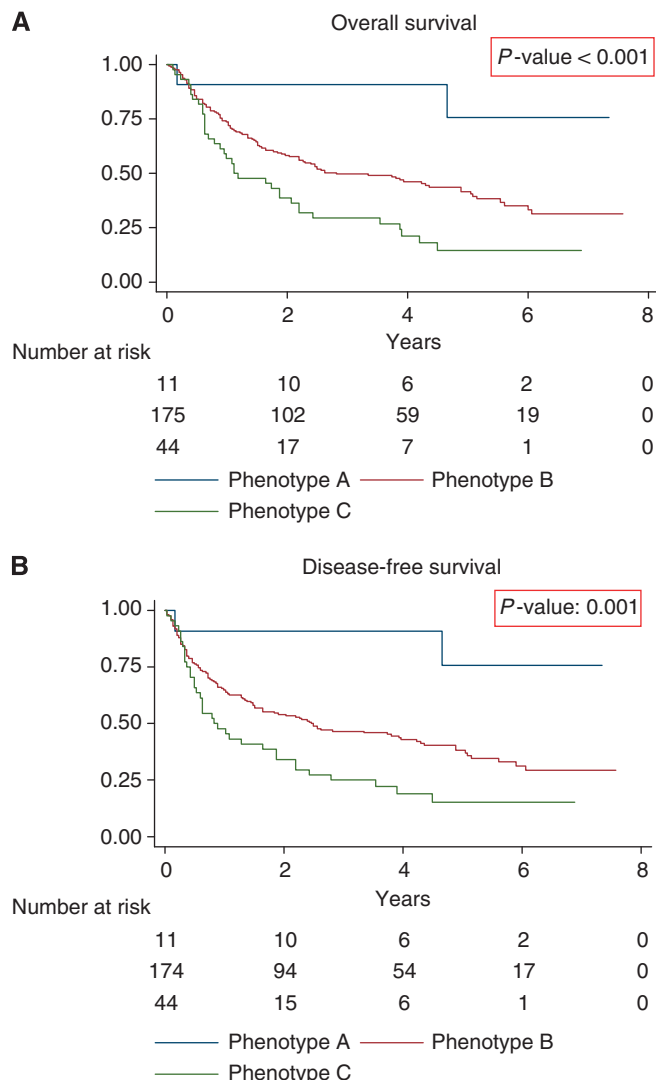 A
Overall survival
P-value < 0.001
1.00
0.75
0.50
0.25
0.00
0 2 4 6 8
Years
Number at risk
11 10 6 2 0
175 102 59 19 0
44 17 7 1 0
Phenotype A Phenotype B
Phenotype C
B
Disease-free survival
P-value: 0.001
1.00
0.75
0.50
0.25
0.00
0 2 4 6 8
Years
Number at risk
11 10 6 2 0
174 94 54 17 0
44 15 6 1 0
Phenotype A Phenotype B
Phenotype C